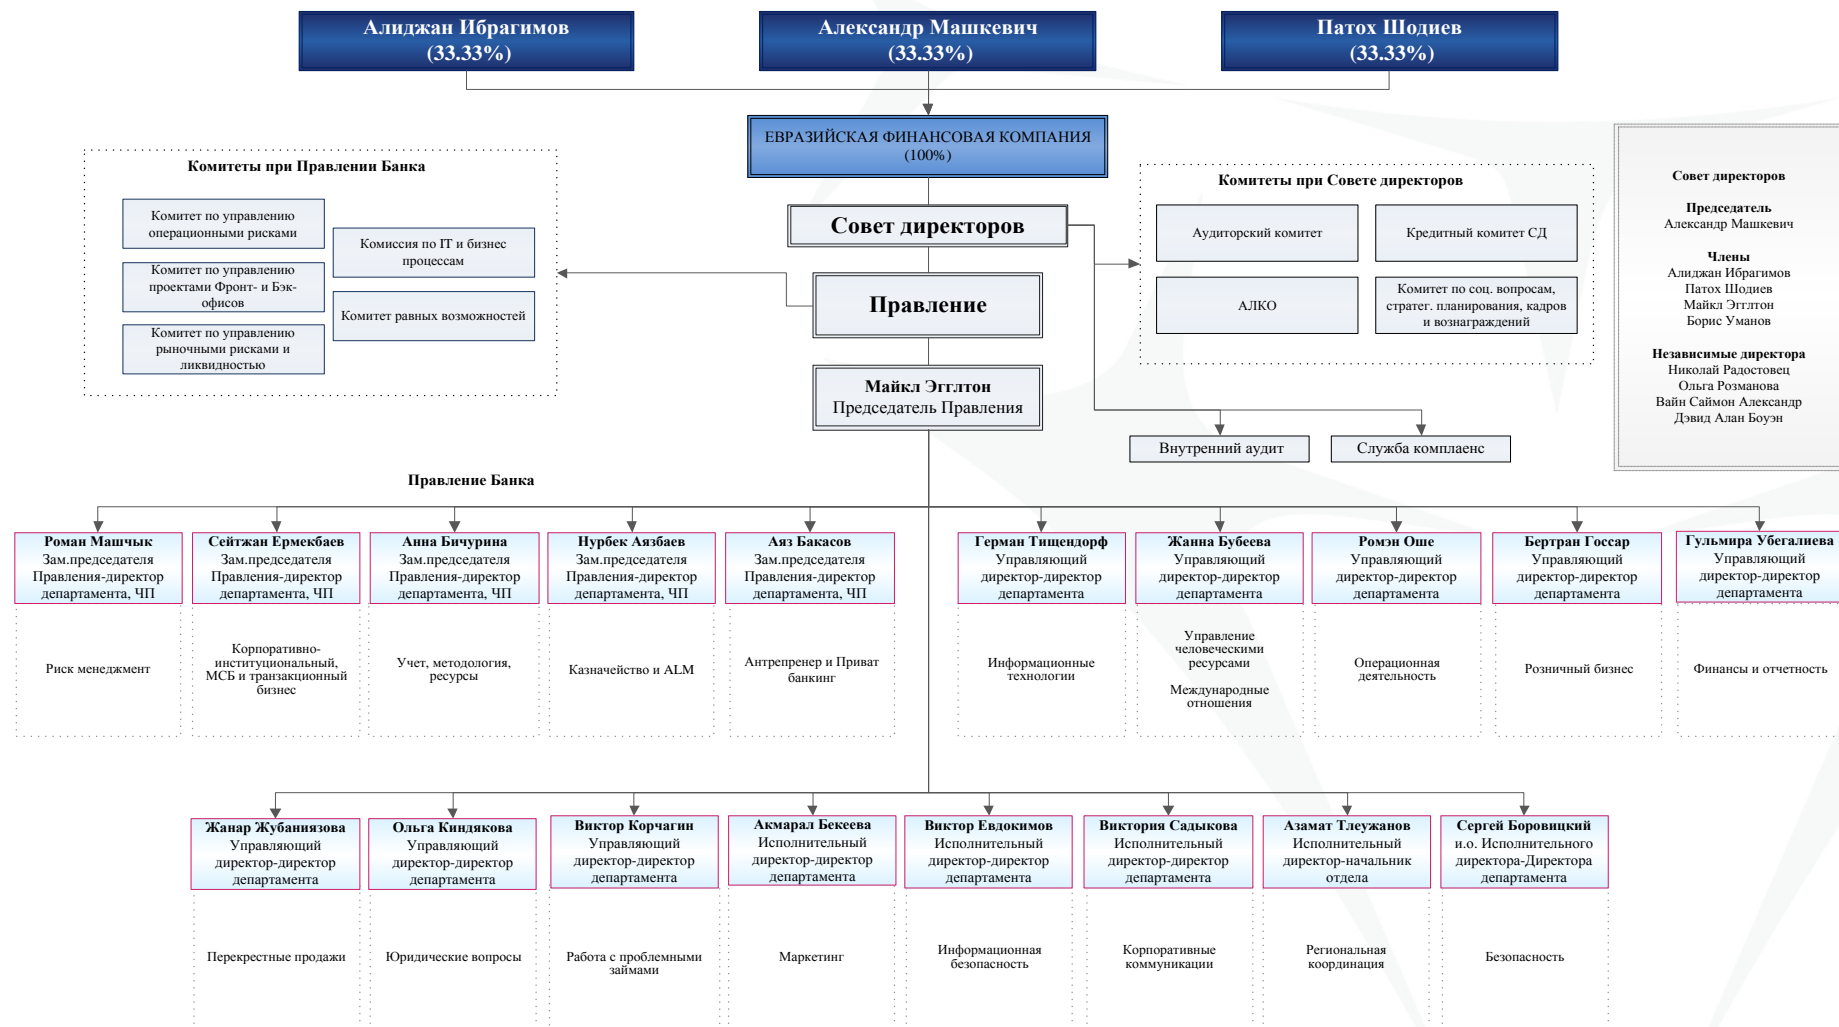 Алиджан Ибрагимов
(33.33%)
Александр Машкевич
(33.33%)
Патох Шодиев
(33.33%)
ЕВРАЗИЙСКАЯ ФИНАНСОВАЯ КОМПАНИЯ
(100%)
Комитеты при Правлении Банка
Комитет по управлению
операционными рисками
Комитет по управлению
проектами Фронт- и Бэк-
офисов
Комитет по управлению
рыночными рисками и
ликвидностью
Комиссия по IT и бизнес
процессам
Комитет равных возможностей
Совет директоров
Правление
Майкл Эгглтон
Председатель Правления
Комитеты при Совете директоров
Аудиторский комитет
Кредитный комитет СД
АЛКО
Комитет по соц. вопросам,
стратег. планирования, кадров
и вознаграждений
Внутренний аудит
Служба комплаенс
Совет директоров
Председатель
Александр Машкевич
Члены
Алиджан Ибрагимов
Патох Шодиев
Майкл Эгглтон
Борис Уманов
Независимые директора
Николай Радостовец
Ольга Розманова
Вайн Саймон Александр
Дэвид Алан Боуэн
Правление Банка
Роман Машчык
Зам.председателя
Правления-директор
департамента, ЧП
Риск менеджмент
Сейтжан Ермекбаев
Зам.председателя
Правления-директор
департамента, ЧП
Корпоративно-
институциональный,
МСБ и транзакционный
бизнес
Анна Бичурина
Зам.председателя
Правления-директор
департамента, ЧП
Учет, методология,
ресурсы
Нурбек Аязбаев
Зам.председателя
Правления-директор
департамента, ЧП
Казначейство и ALM
Аяз Бакасов
Зам.председателя
Правления-директор
департамента, ЧП
Антрепренер и Приват
банкинг
Герман Тищендорф
Управляющий
директор-директор
департамента
Информационные
технологии
Жанна Бубеева
Управляющий
директор-директор
департамента
Управление
человеческими
ресурсами
Международные
отношения
Ромэн Оше
Управляющий
директор-директор
департамента
Операционная
деятельность
Бертран Госсар
Управляющий
директор-директор
департамента
Розничный бизнес
Гульмира Убегалиева
Управляющий
директор-директор
департамента
Финансы и отчетность
Жанар Жубаниязова
Управляющий
директор-директор
департамента
Перекрестные продажи
Ольга Киндякова
Управляющий
директор-директор
департамента
Юридические вопросы
Виктор Корчагин
Управляющий
директор-директор
департамента
Работа с проблемными
займами
Акмарал Бекеева
Исполнительный
директор-директор
департамента
Маркетинг
Виктор Евдокимов
Исполнительный
директор-директор
департамента
Информационная
безопасность
Виктория Садыкова
Исполнительный
директор-директор
департамента
Корпоративные
коммуникации
Азамат Тлеужанов
Исполнительный
директор-начальник
отдела
Региональная
координация
Сергей Боровицкий
и.о. Исполнительного
директора-Директора
департамента
Безопасность